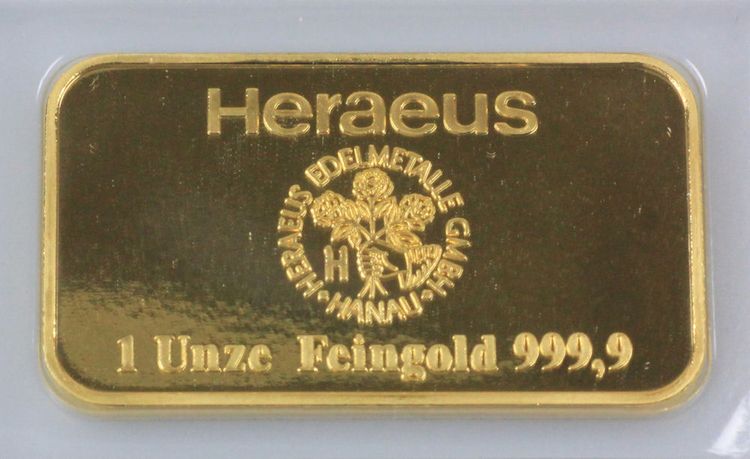 Heraeus
HERAEUS EDELMETALLE GMBH
H
· HANAU ·
1 Unze Feingold 999,9